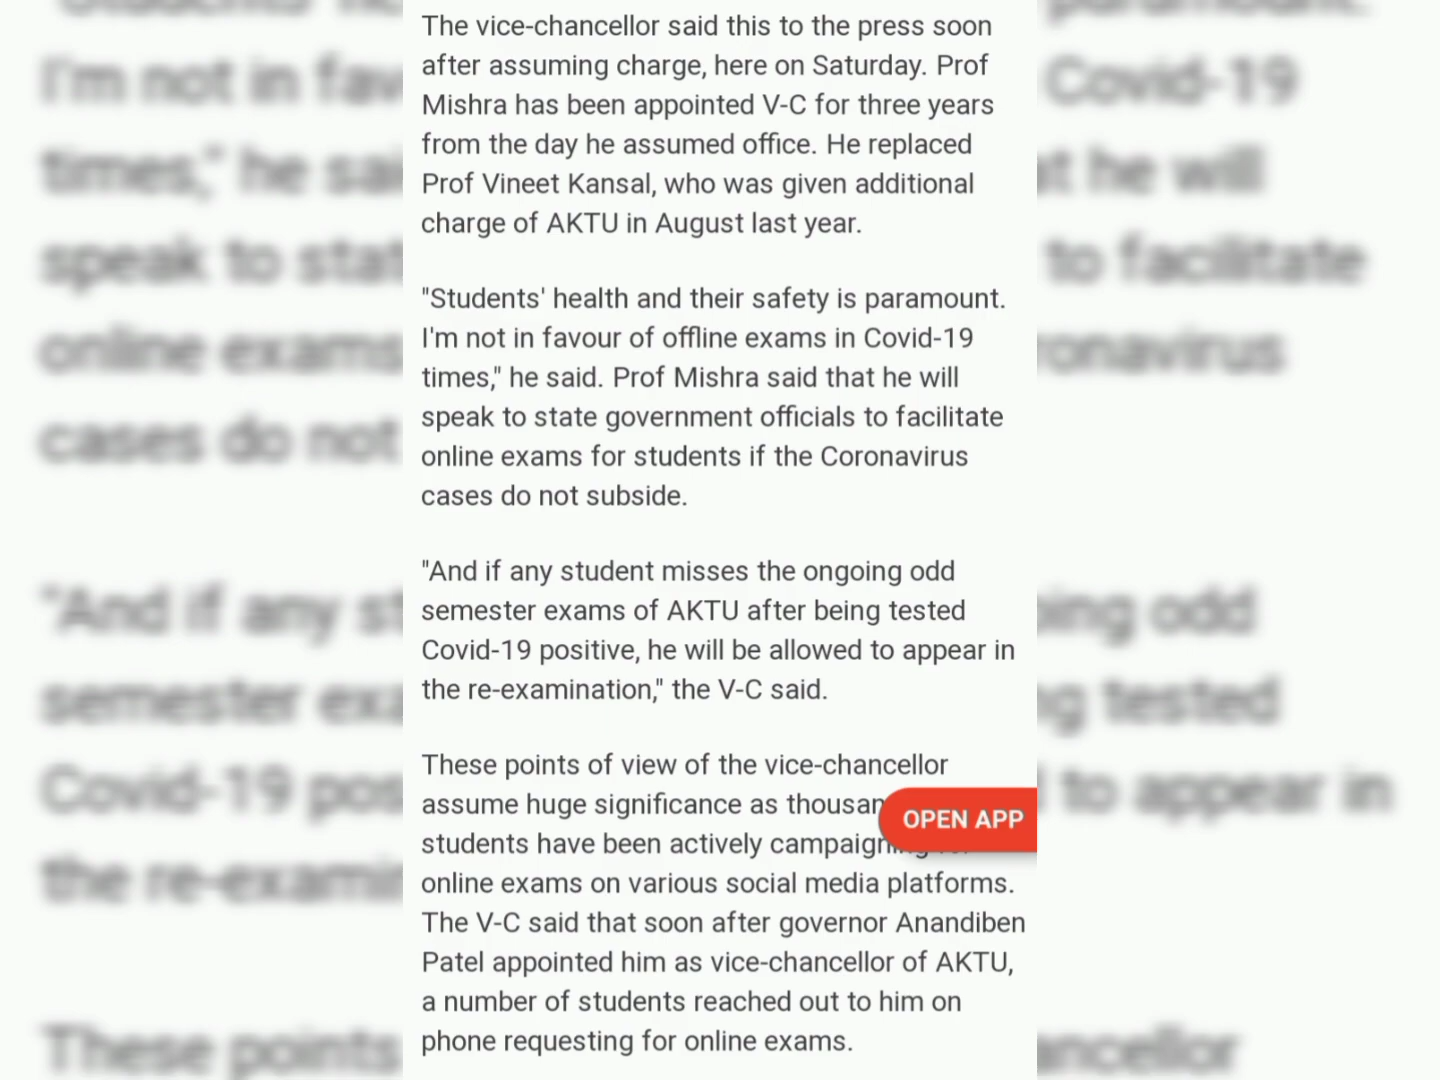 The vice-chancellor said this to the press soon
after assuming charge, here on Saturday. Prof
Mishra has been appointed V-C for three years
from the day he assumed office. He replaced
Prof Vineet Kansal, who was given additional
charge of AKTU in August last year.
"Students' health and their safety is paramount.
I'm not in favour of offline exams in Covid-19
times," he said. Prof Mishra said that he will
speak to state government officials to facilitate
online exams for students if the Coronavirus
cases do not subside.
"And if any student misses the ongoing odd
semester exams of AKTU after being tested
Covid-19 positive, he will be allowed to appear in
the re-examination," the V-C said.
These points of view of the vice-chancellor
assume huge significance as thousan
OPEN APP
students have been actively campaign
online exams on various social media platforms.
The V-C said that soon after governor Anandiben
Patel appointed him as vice-chancellor of AKTU,
a number of students reached out to him on
phone requesting for online exams.